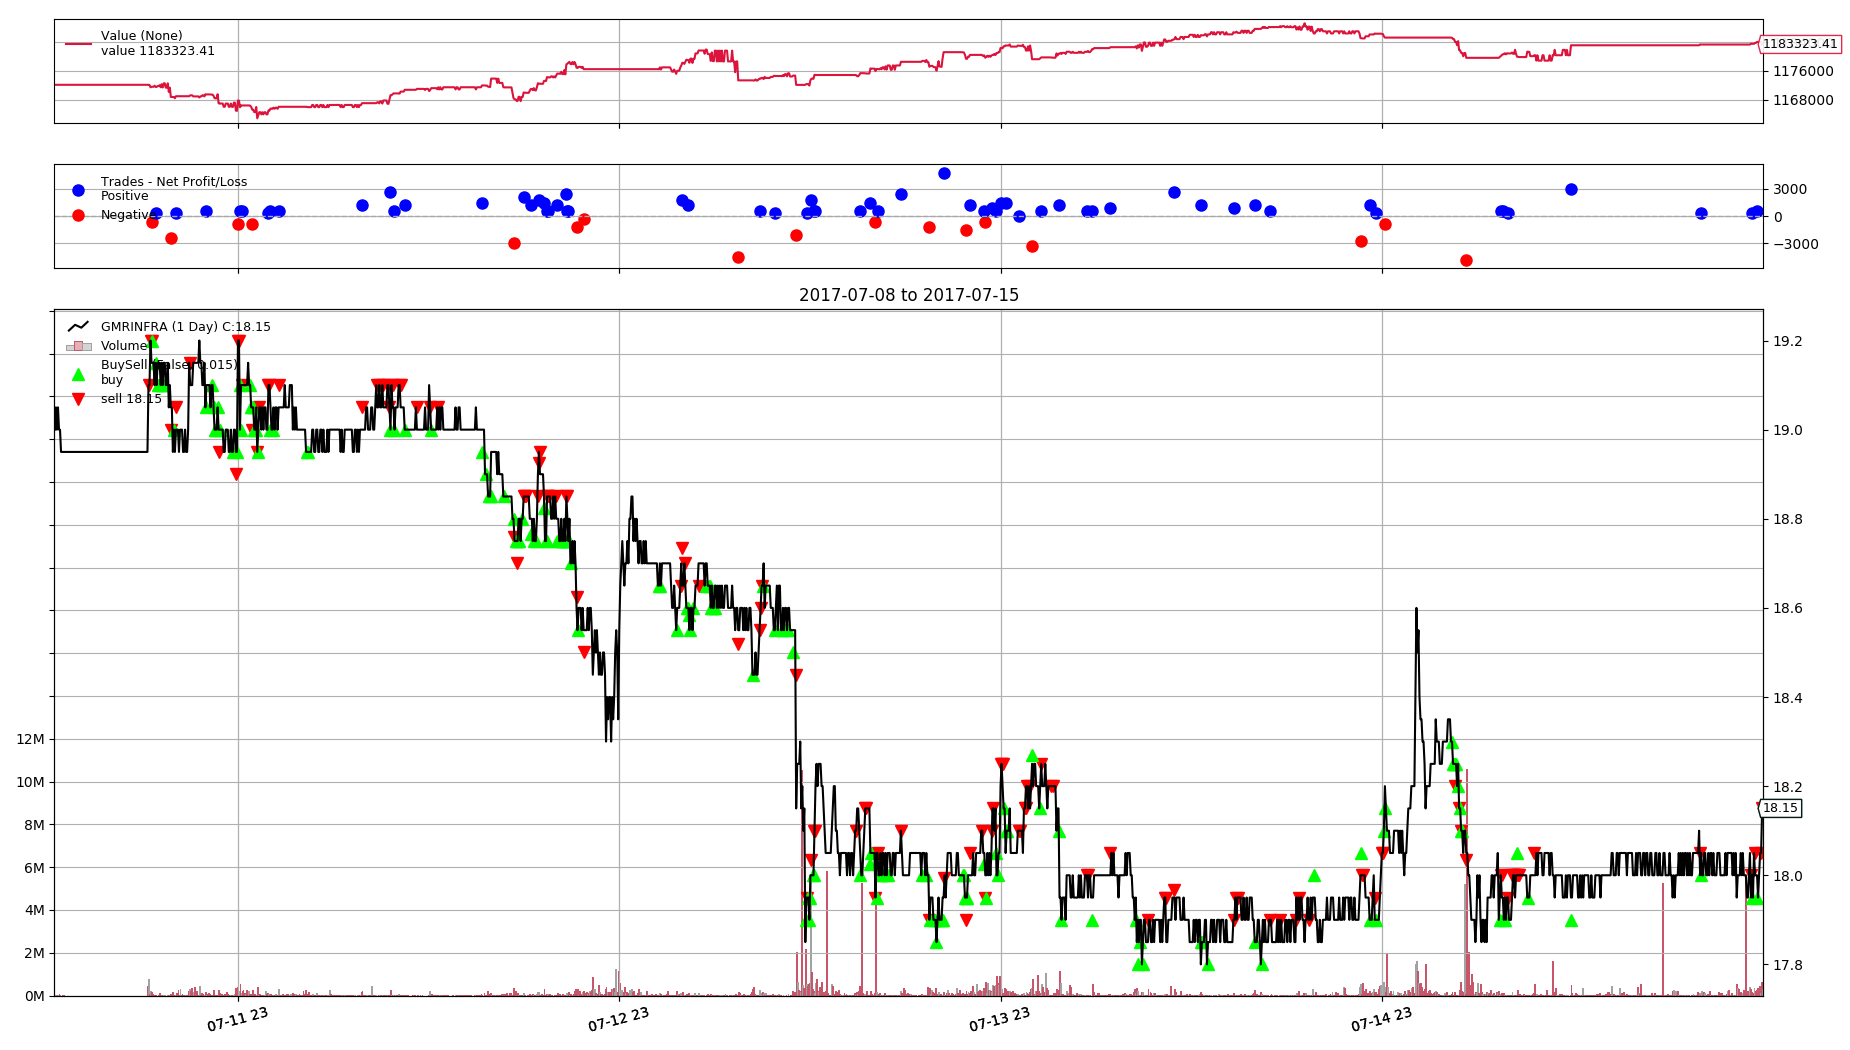 Value (None)
value 1183323.41
1183323.41
1176000
1168000
Trades - Net Profit/Loss
Positive
Negative
3000
0
−3000
2017-07-08 to 2017-07-15
GMRINFRA (1 Day) C:18.15
Volume
BuySell (False, 0.015)
buy
sell 18.15
19.2
19.0
18.8
18.6
18.4
18.2
18.15
18.0
17.8
12M
10M
8M
6M
4M
2M
0M
07-11 23
07-12 23
07-13 23
07-14 23